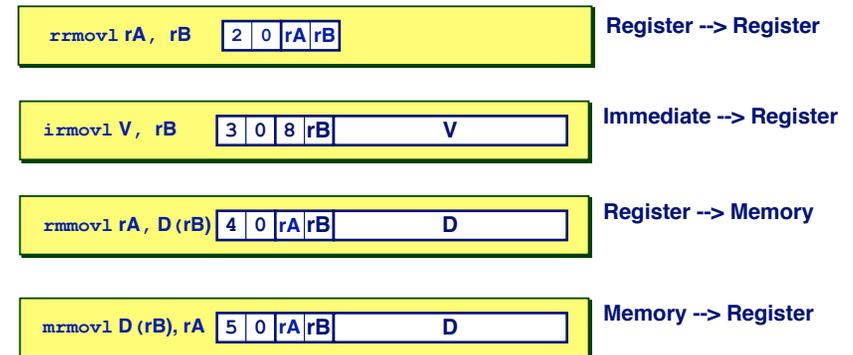 rrmovl rA, rB 2 0 rA rB Register --> Register
irmovl V, rB 3 0 8 rB V Immediate --> Register
rmmovl rA, D(rB) 4 0 rA rB D Register --> Memory
mrmovl D(rB), rA 5 0 rA rB D Memory --> Register